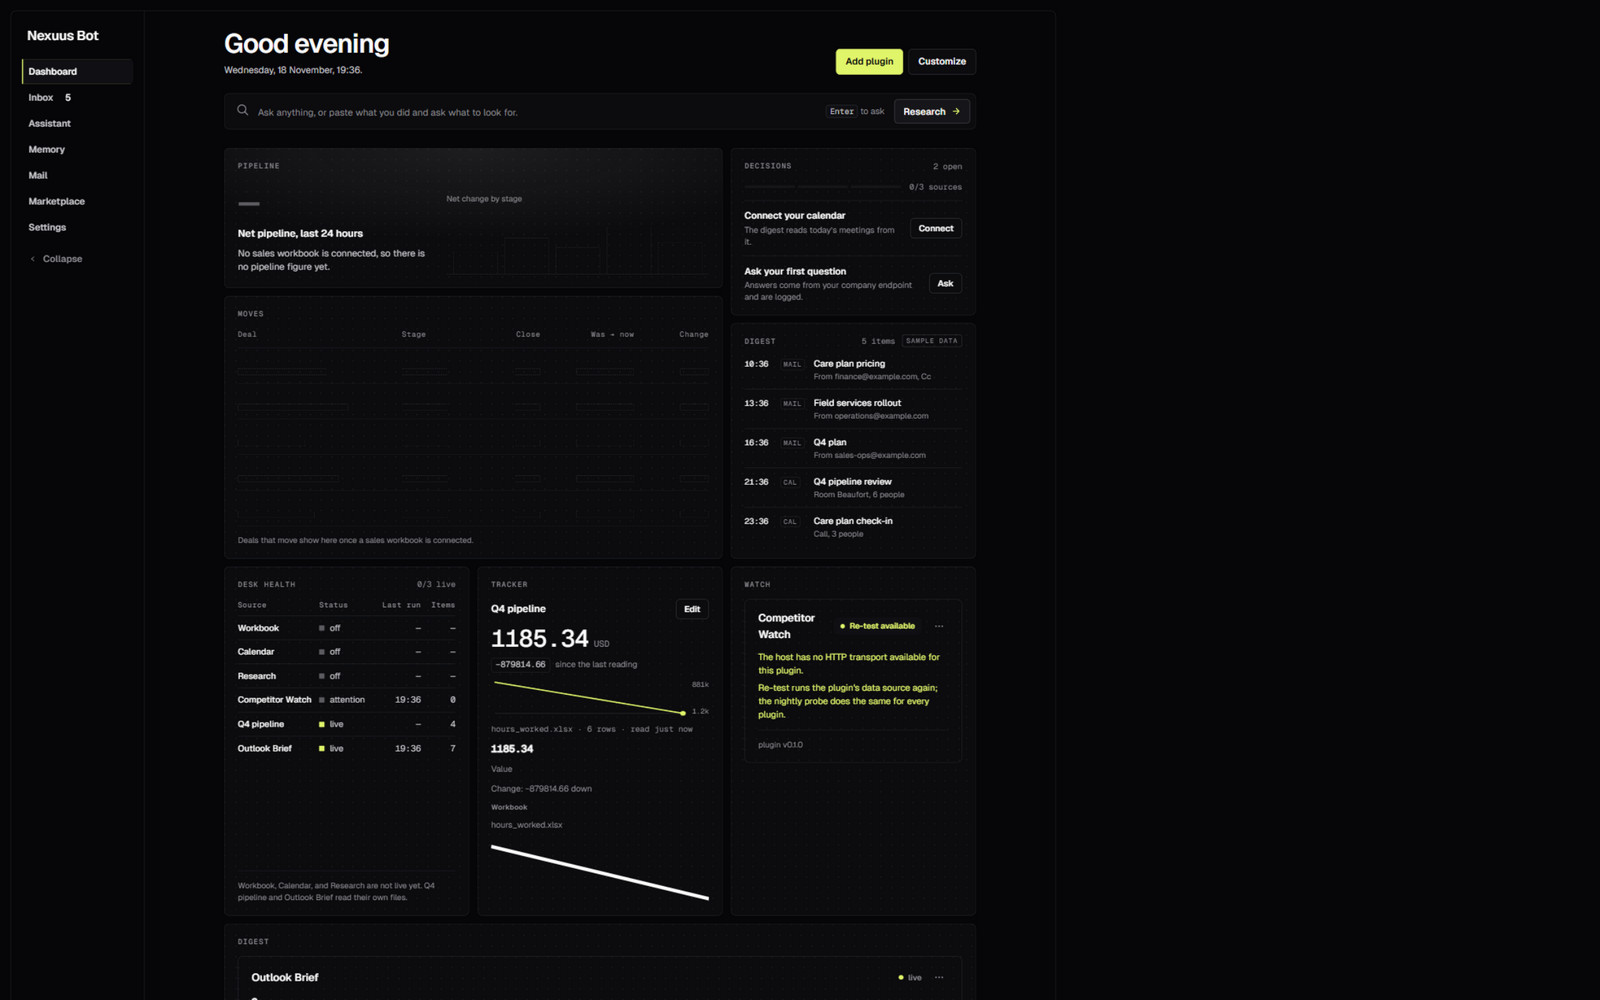 Nexuus Bot
Dashboard
Inbox 5
Assistant
Memory
Mail
Marketplace
Settings
‹ Collapse
Good evening
Wednesday, 18 November, 19:36.
Add plugin
Customize
Ask anything, or paste what you did and ask what to look for.
Enter to ask
Research →
PIPELINE
Net change by stage
Net pipeline, last 24 hours
No sales workbook is connected, so there is
no pipeline figure yet.
DECISIONS 2 open
0/3 sources
Connect your calendar
The digest reads today's meetings from
it.
Connect
Ask your first question
Answers come from your company endpoint
and are logged.
Ask
MOVES
Deal Stage Close Was → now Change
Deals that move show here once a sales workbook is connected.
DIGEST 5 items SAMPLE DATA
10:36 MAIL Care plan pricing
From finance@example.com, Cc
13:36 MAIL Field services rollout
From operations@example.com
16:36 MAIL Q4 plan
From sales-ops@example.com
21:36 CAL Q4 pipeline review
Room Beaufort, 6 people
23:36 CAL Care plan check-in
Call, 3 people
DESK HEALTH 0/3 live
Source Status Last run Items
Workbook off – –
Calendar off – –
Research off – –
Competitor Watch attention 19:36 0
Q4 pipeline live – 4
Outlook Brief live 19:36 7
Workbook, Calendar, and Research are not live yet. Q4
pipeline and Outlook Brief read their own files.
TRACKER
Q4 pipeline Edit
1185.34 USD
−879814.66 since the last reading
881k
1.2k
hours_worked.xlsx · 6 rows · read just now
1185.34
Value
Change: −879814.66 down
Workbook
hours_worked.xlsx
WATCH
Competitor
Watch
Re-test available ···
The host has no HTTP transport available for
this plugin.
Re-test runs the plugin's data source again;
the nightly probe does the same for every
plugin.
plugin v0.1.0
DIGEST
Outlook Brief live ···